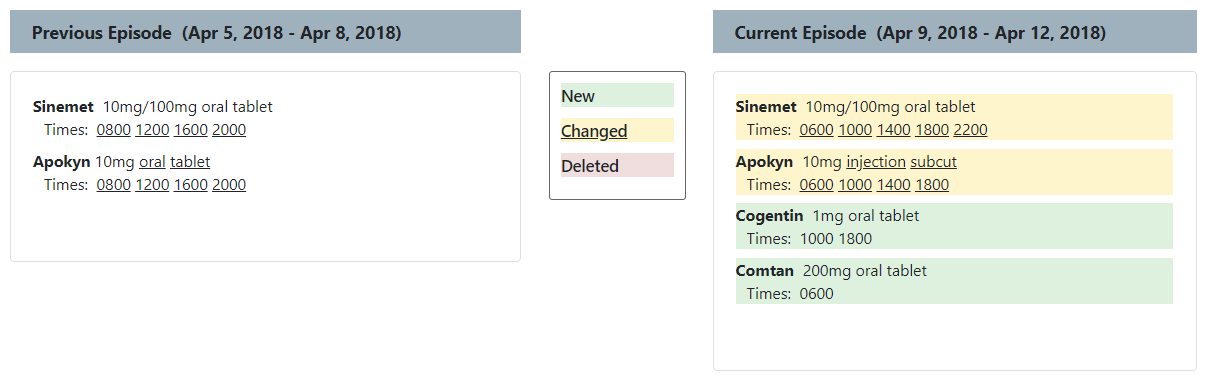 Previous Episode (Apr 5, 2018 - Apr 8, 2018)
Sinemet 10mg/100mg oral tablet
Times: 0800 1200 1600 2000
Apokyn 10mg oral tablet
Times: 0800 1200 1600 2000
New
Changed
Deleted
Current Episode (Apr 9, 2018 - Apr 12, 2018)
Sinemet 10mg/100mg oral tablet
Times: 0600 1000 1400 1800 2200
Apokyn 10mg injection subcut
Times: 0600 1000 1400 1800
Cogentin 1mg oral tablet
Times: 1000 1800
Comtan 200mg oral tablet
Times: 0600